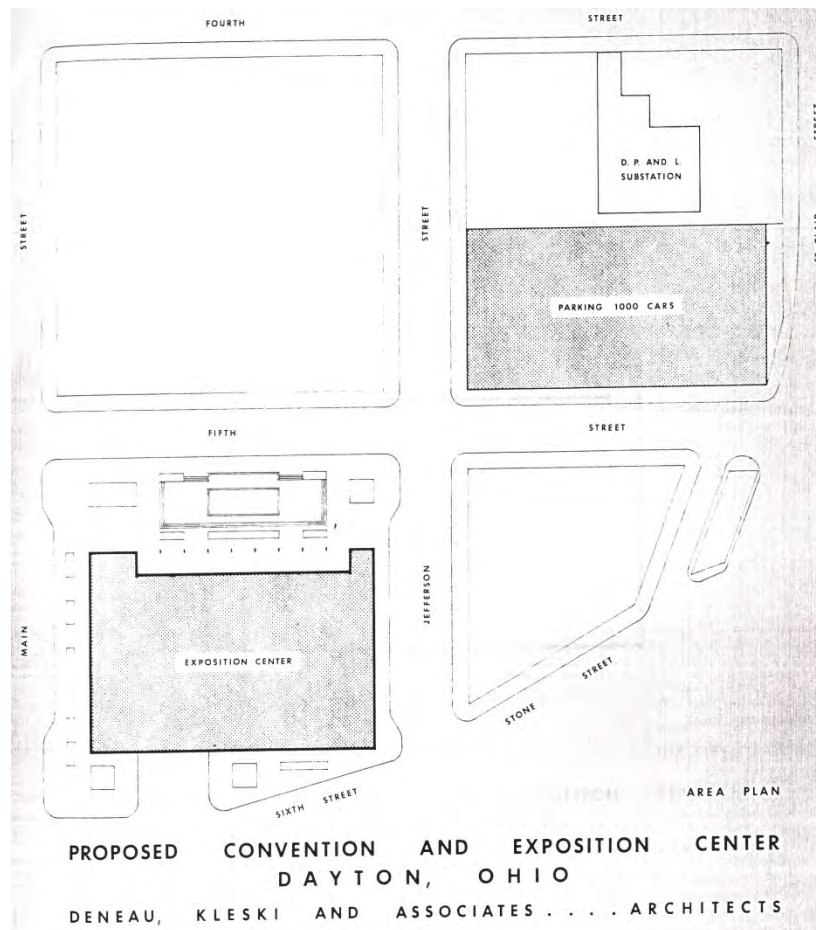 FOURTH STREET
STREET
STREET
STREET
D. P. AND L.
SUBSTATION
PARKING 1000 CARS
FIFTH STREET
MAIN
JEFFERSON
EXPOSITION CENTER
STONE STREET
SIXTH STREET
AREA PLAN
PROPOSED CONVENTION AND EXPOSITION CENTER
DAYTON, OHIO
DENEAU, KLESKI AND ASSOCIATES . . . . ARCHITECTS